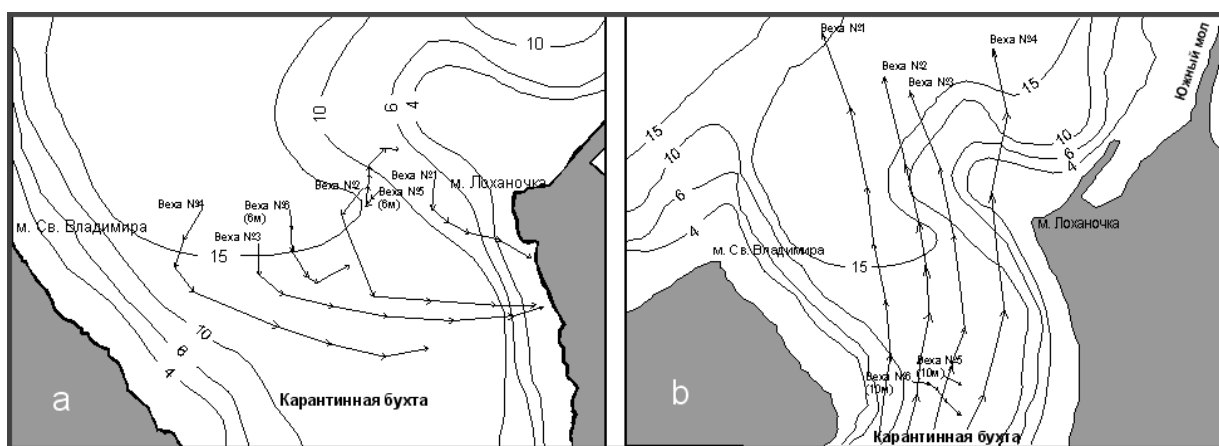 10
10
6
4
Веха №2
Веха №1
Веха №5
(6м)
м. Лоханочка
Веха №4
Веха №6
(6м)
м. Св. Владимира
Веха №3
15
10
6
4
a
Карантинная бухта
Веха №1
Веха №4
Южный мол
Веха №2
Веха №3
15
15
10
10
6
4
6
4
м. Лоханочка
м. Св. Владимира
15
Веха №5
(10м)
Веха №6
(10м)
b
Карантинная бухта